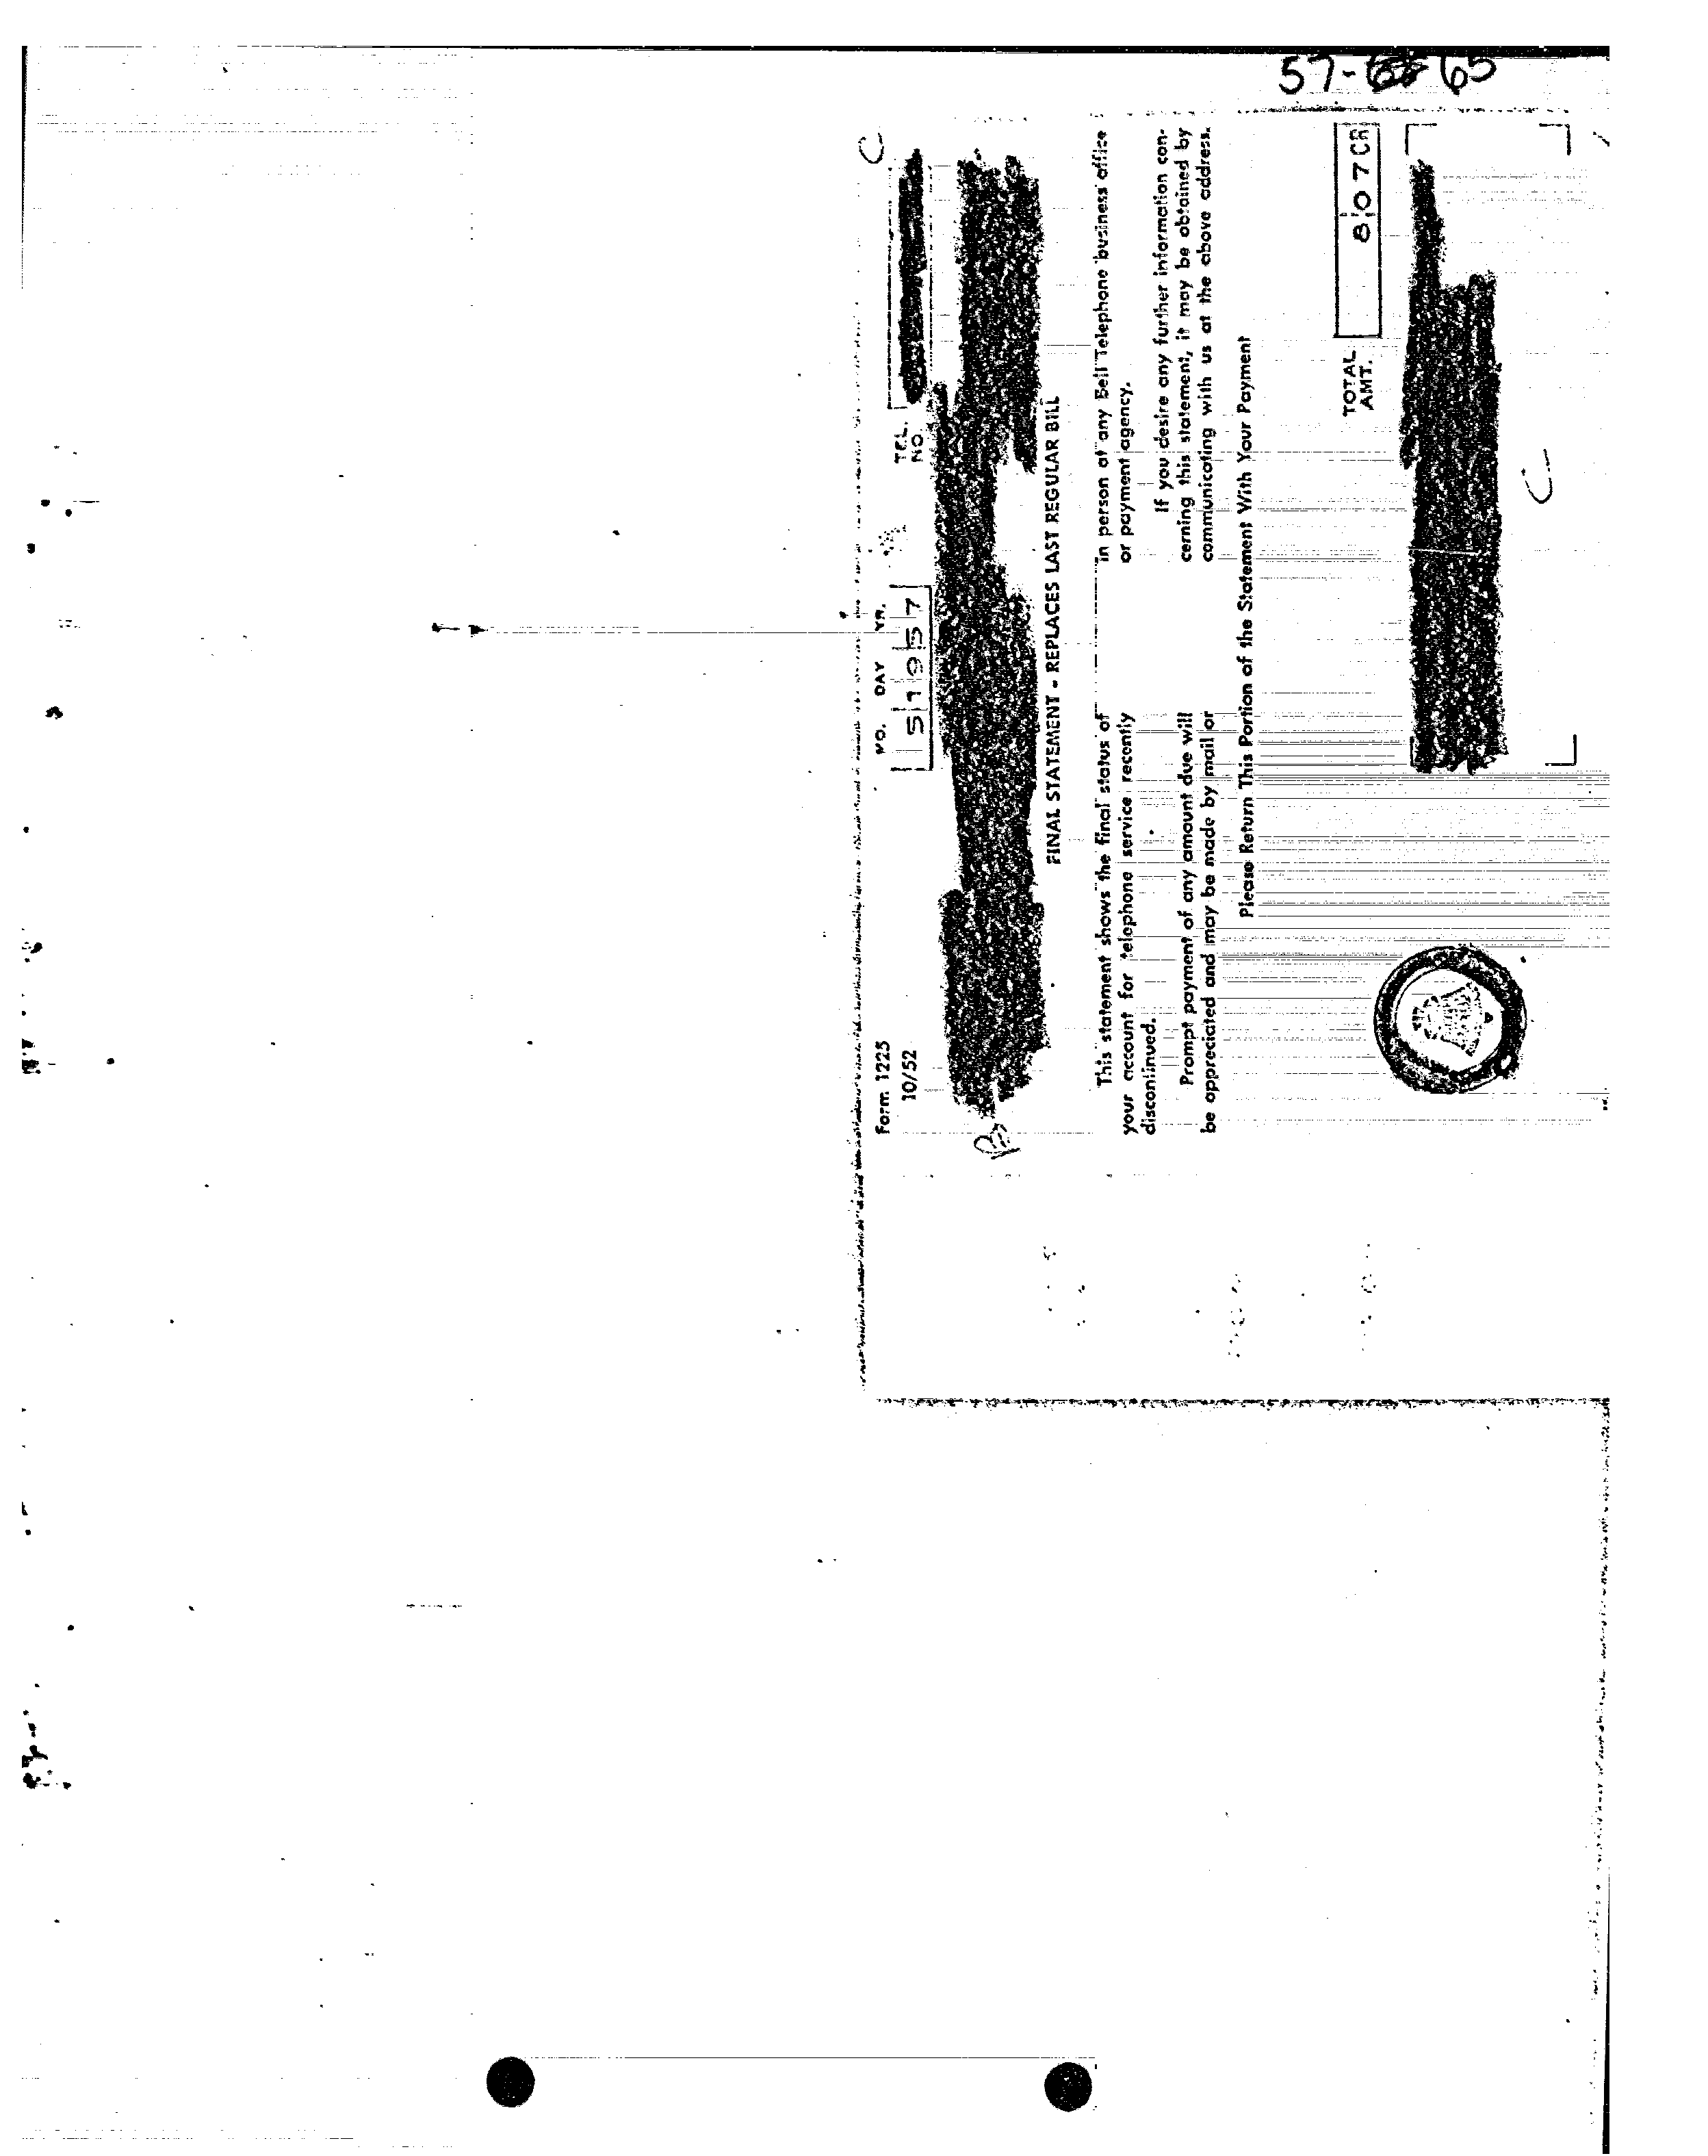 57-65
Form 1225
10/52
MO. DAY YR.
5 19 57
TEL.
NO.
FINAL STATEMENT - REPLACES LAST REGULAR BILL
This statement shows the final status of
your account for telephone service recently
discontinued.
Prompt payment of any amount due will
be appreciated and may be made by mail or
in person at any Bell Telephone business office
or payment agency.
If you desire any further information con-
cerning this statement, it may be obtained by
communicating with us at the above address.
Please Return This Portion of the Statement With Your Payment
TOTAL
AMT.
8 07 CR
C